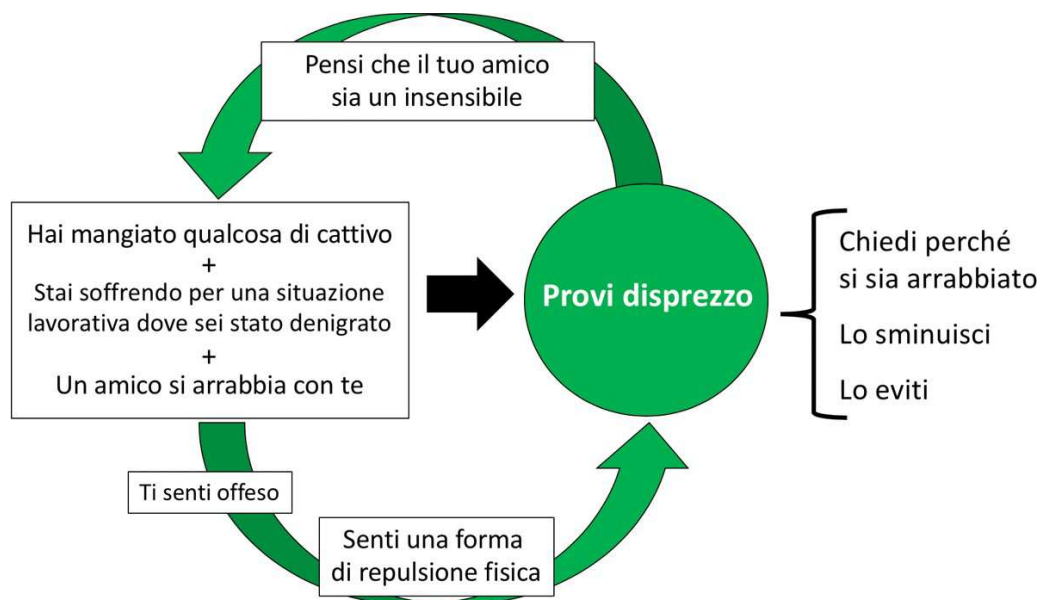 Pensi che il tuo amico
sia un insensibile
Hai mangiato qualcosa di cattivo
+
Stai soffrendo per una situazione
lavorativa dove sei stato denigrato
+
Un amico si arrabbia con te
Provi disprezzo
Chiedi perché
si sia arrabbiato
Lo sminuisci
Lo eviti
Ti senti offeso
Senti una forma
di repulsione fisica